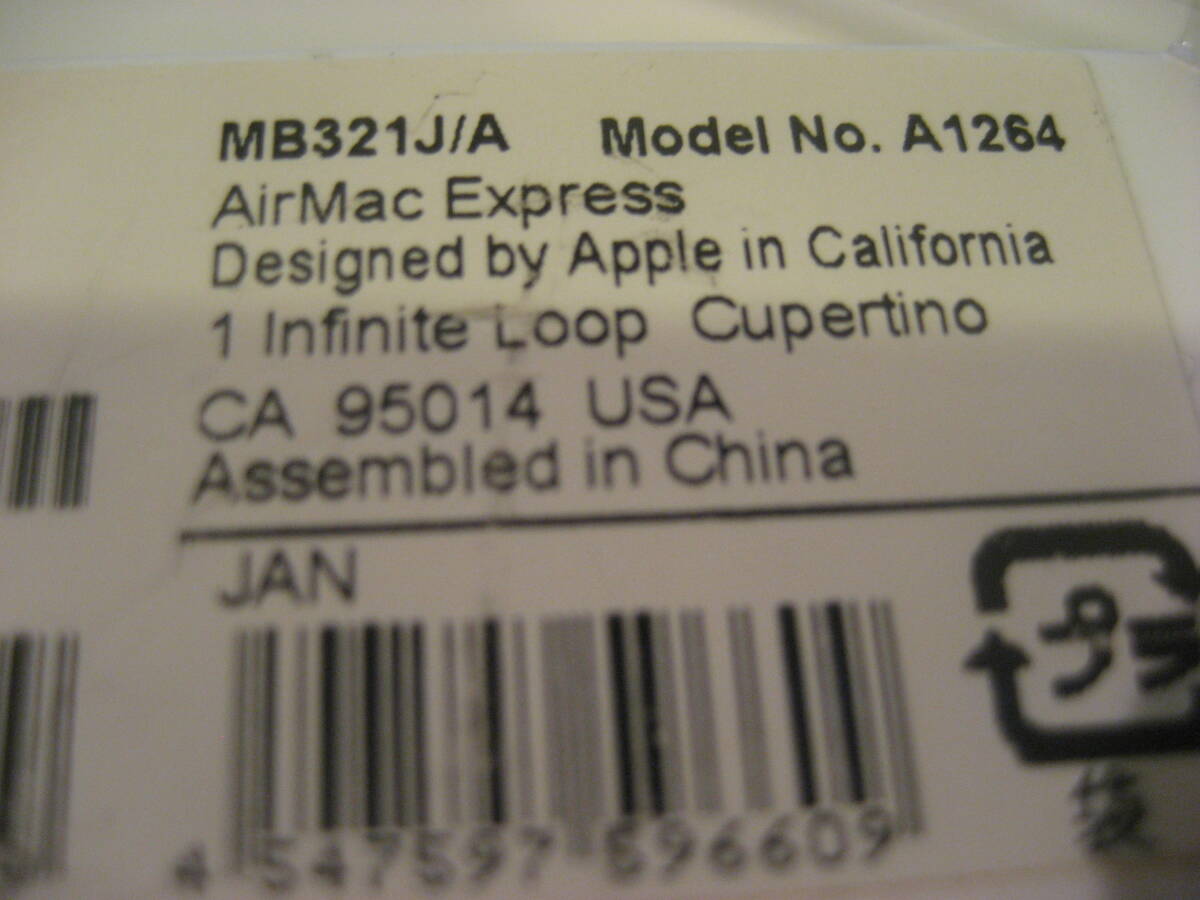 MB321J/A Model No. A1264
AirMac Express
Designed by Apple in California
1 Infinite Loop Cupertino
CA 95014 USA
Assembled in China
JAN
プラ
袋
4 547597 596609